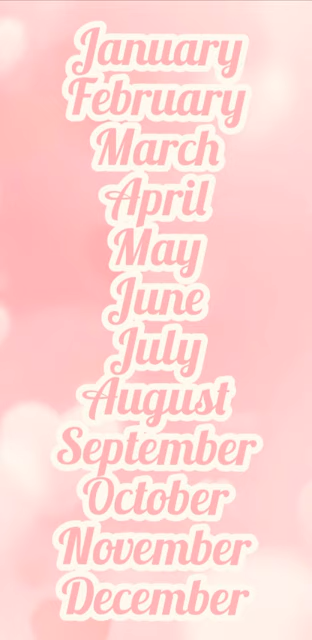 January
February
March
April
May
June
July
August
September
October
November
December